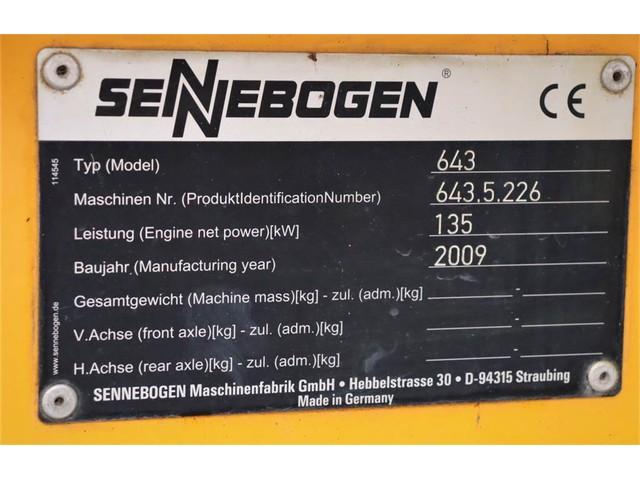 SENNEBOGEN®
CE
Typ (Model) 643
Maschinen Nr. (ProduktIdentificationNumber) 643.5.226
Leistung (Engine net power)[kW] 135
Baujahr (Manufacturing year) 2009
Gesamtgewicht (Machine mass)[kg] - zul. (adm.)[kg] -
V.Achse (front axle)[kg] - zul. (adm.)[kg] -
H.Achse (rear axle)[kg] - zul. (adm.)[kg] -
SENNEBOGEN Maschinenfabrik GmbH • Hebbelstrasse 30 • D-94315 Straubing
Made in Germany
114545
www.sennebogen.de